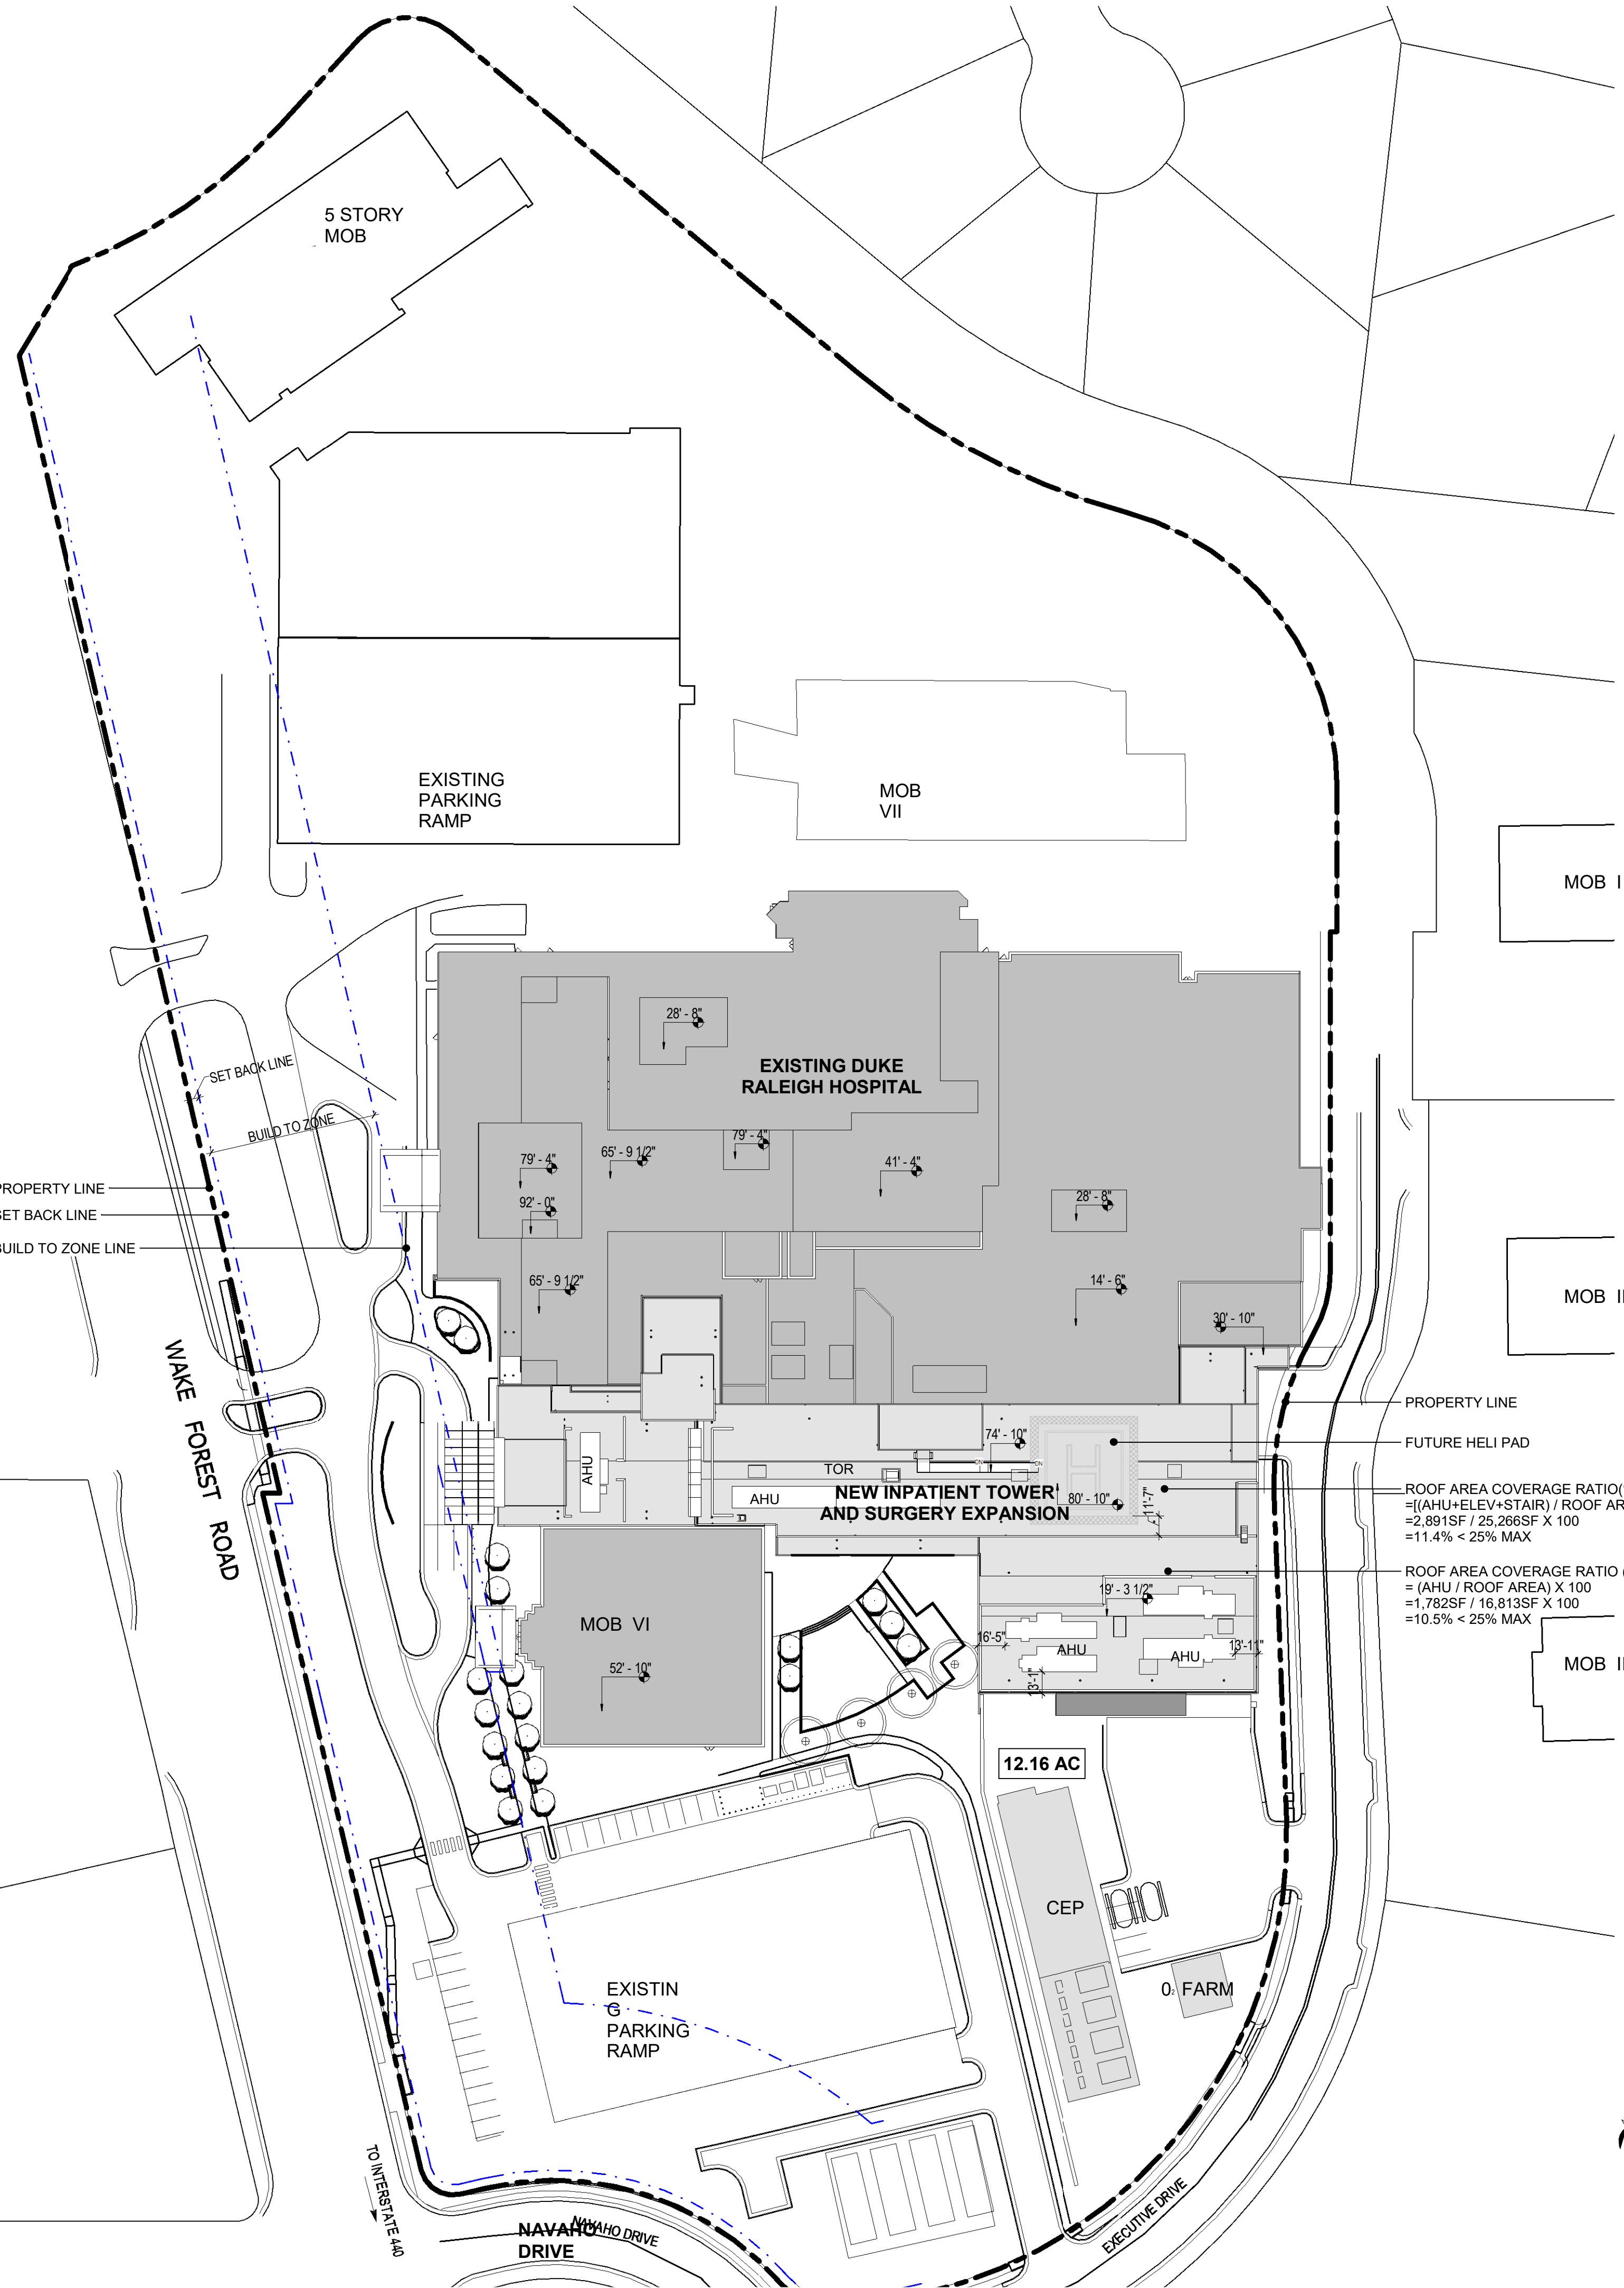 5 STORY
MOB
EXISTING
PARKING
RAMP
MOB
VII
MOB I
28' - 8"
EXISTING DUKE
RALEIGH HOSPITAL
SET BACK LINE
BUILD TO ZONE
79' - 4"
65' - 9 1/2"
79' - 4"
41' - 4"
92' - 0"
28' - 8"
PROPERTY LINE
SET BACK LINE
BUILD TO ZONE LINE
65' - 9 1/2"
14' - 6"
30' - 10"
MOB II
WAKE FOREST ROAD
PROPERTY LINE
FUTURE HELI PAD
74' - 10"
DN
DN
TOR
AHU
AHU
NEW INPATIENT TOWER
AND SURGERY EXPANSION
80' - 10"
11'-7"
ROOF AREA COVERAGE RATIO(
=[(AHU+ELEV+STAIR) / ROOF AR
=2,891SF / 25,266SF X 100
=11.4% < 25% MAX
ROOF AREA COVERAGE RATIO (
= (AHU / ROOF AREA) X 100
=1,782SF / 16,813SF X 100
=10.5% < 25% MAX
19' - 3 1/2"
16'-5"
AHU
AHU
13'-11"
13'-1"
MOB VI
52' - 10"
MOB II
12.16 AC
CEP
02 FARM
EXISTIN
G
PARKING
RAMP
TO INTERSTATE 440
NAVAHO
DRIVE
NAVAHO DRIVE
EXECUTIVE DRIVE